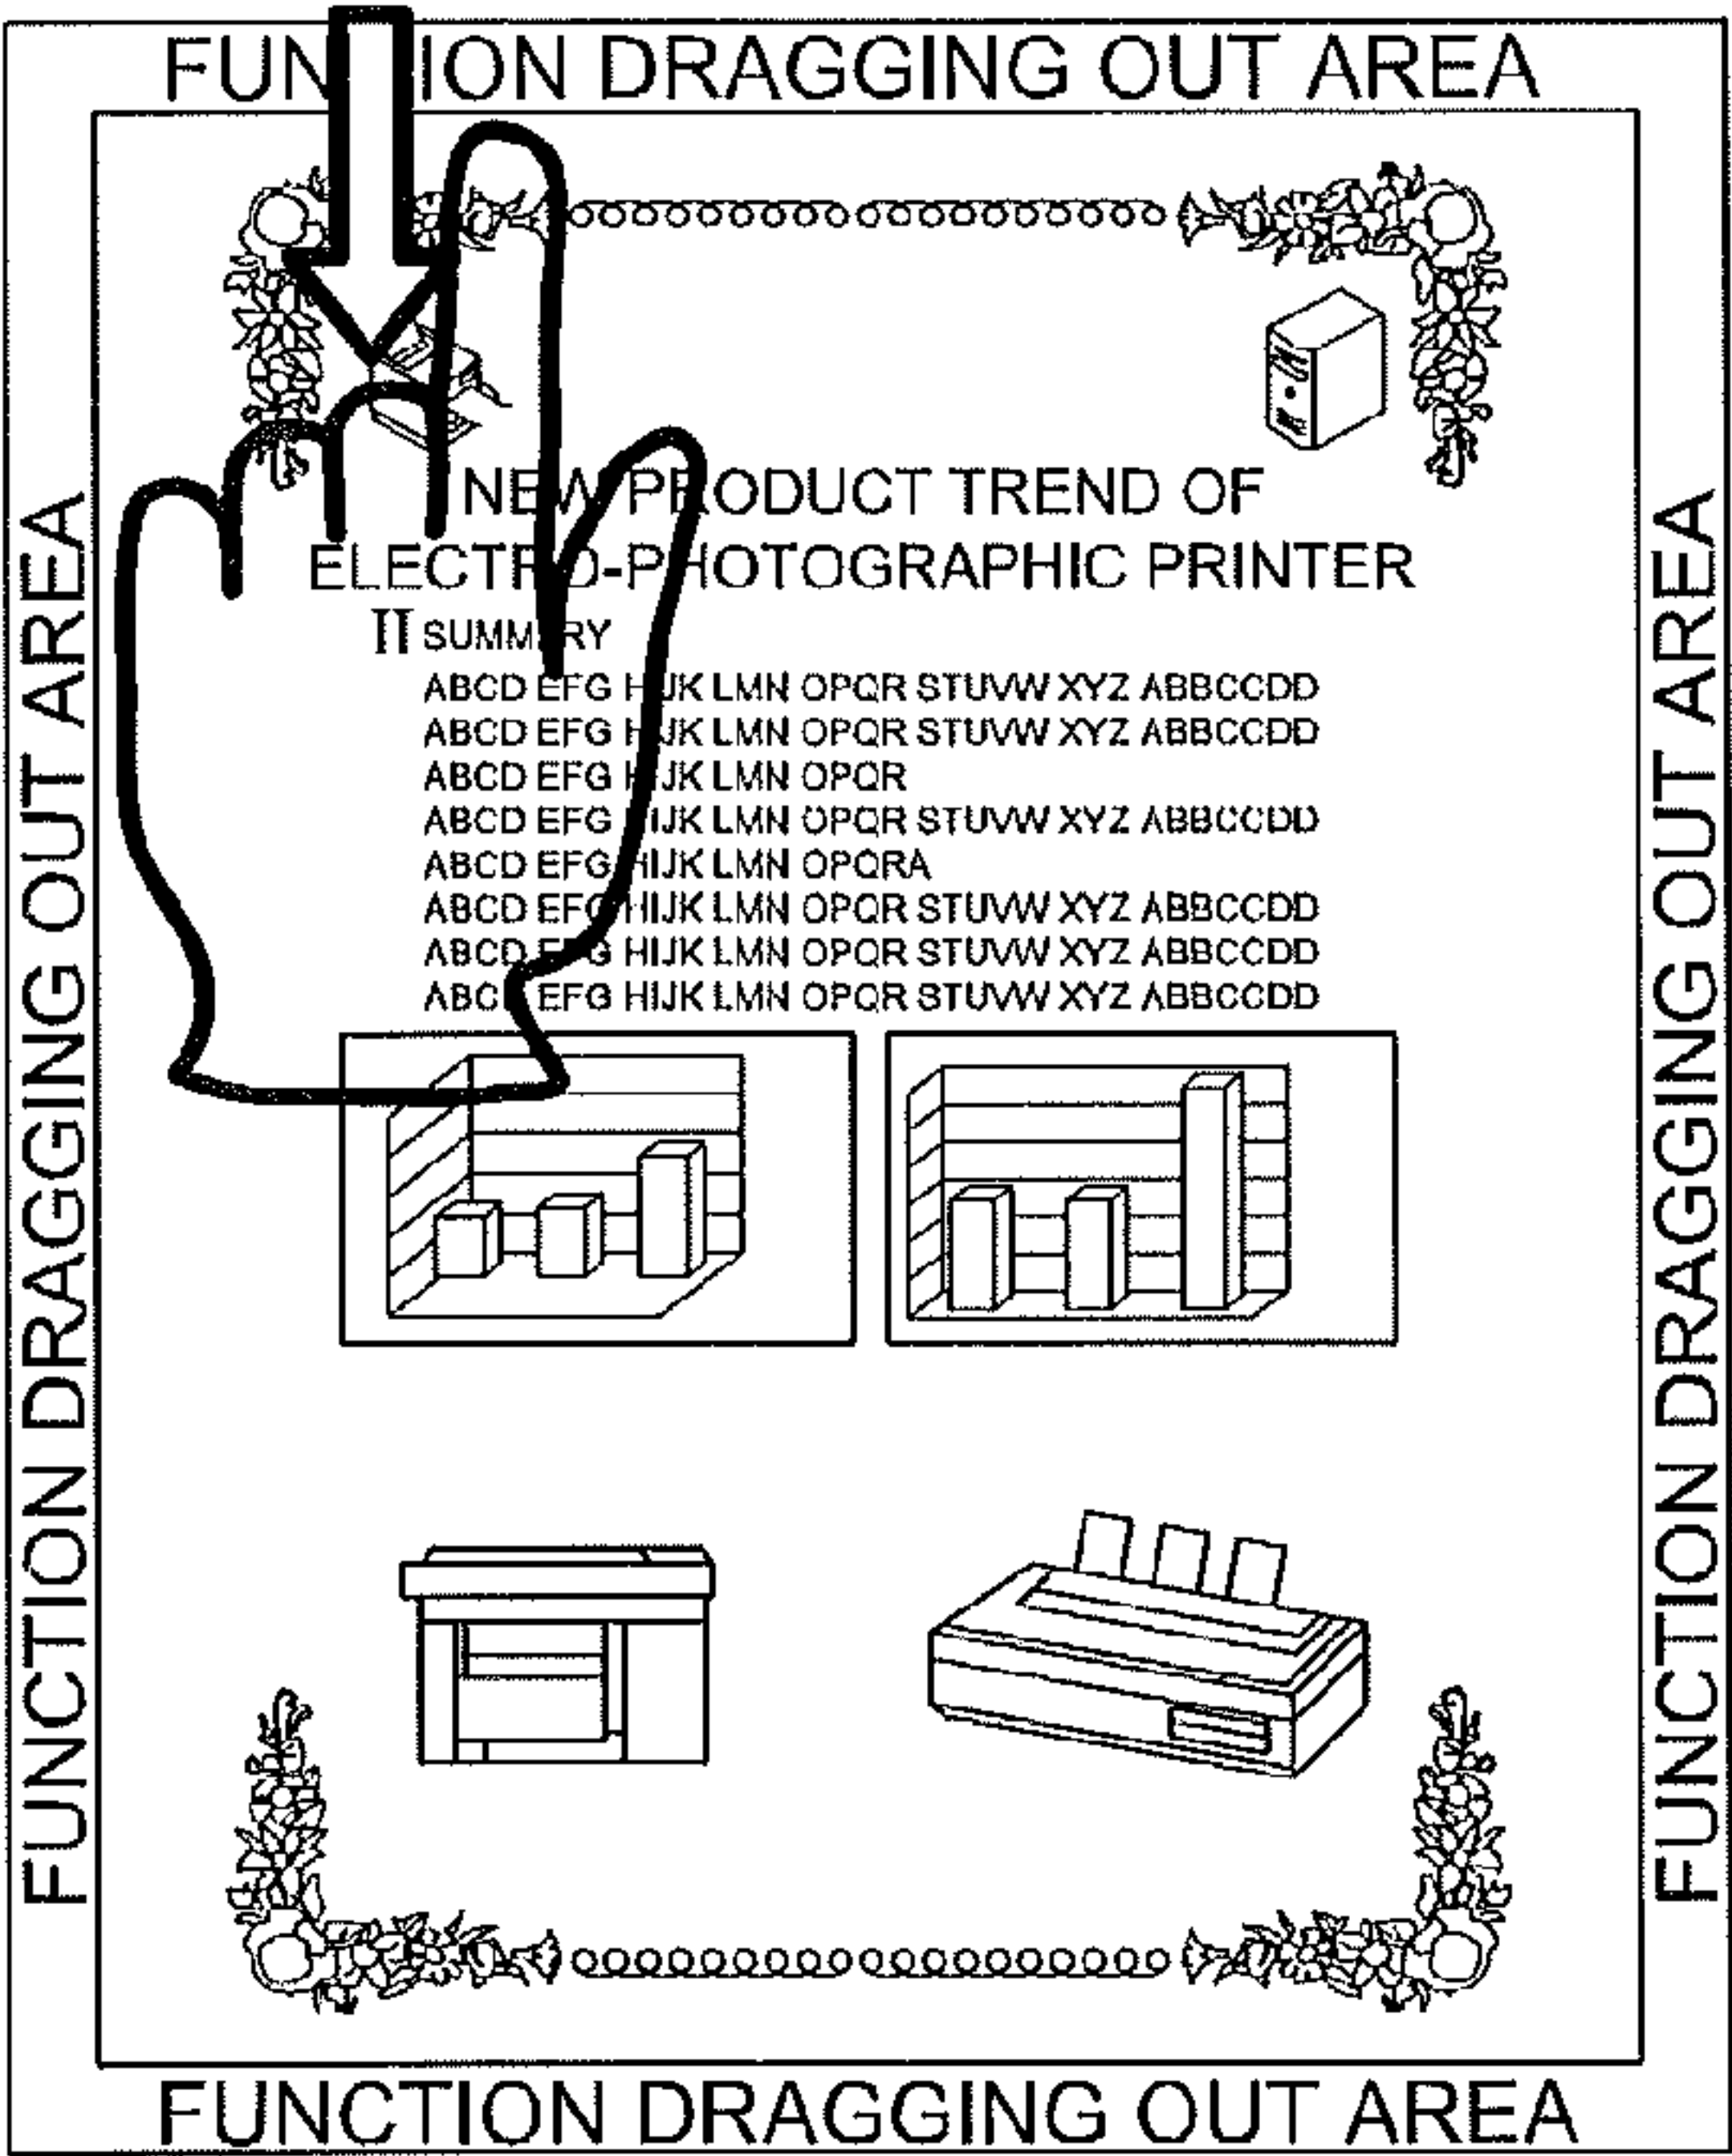 FUNCTION DRAGGING OUT AREA
FUNCTION DRAGGING OUT AREA
NEW PRODUCT TREND OF
ELECTRO-PHOTOGRAPHIC PRINTER
II SUMMARY
ABCD EFG HIJK LMN OPQR STUVW XYZ ABBCCDD
ABCD EFG HIJK LMN OPQR STUVW XYZ ABBCCDD
ABCD EFG HIJK LMN OPQR
ABCD EFG HIJK LMN OPQR STUVW XYZ ABBCCDD
ABCD EFG HIJK LMN OPQRA
ABCD EFG HIJK LMN OPQR STUVW XYZ ABBCCDD
ABCD EFG HIJK LMN OPQR STUVW XYZ ABBCCDD
ABCD EFG HIJK LMN OPQR STUVW XYZ ABBCCDD
FUNCTION DRAGGING OUT AREA
FUNCTION DRAGGING OUT AREA